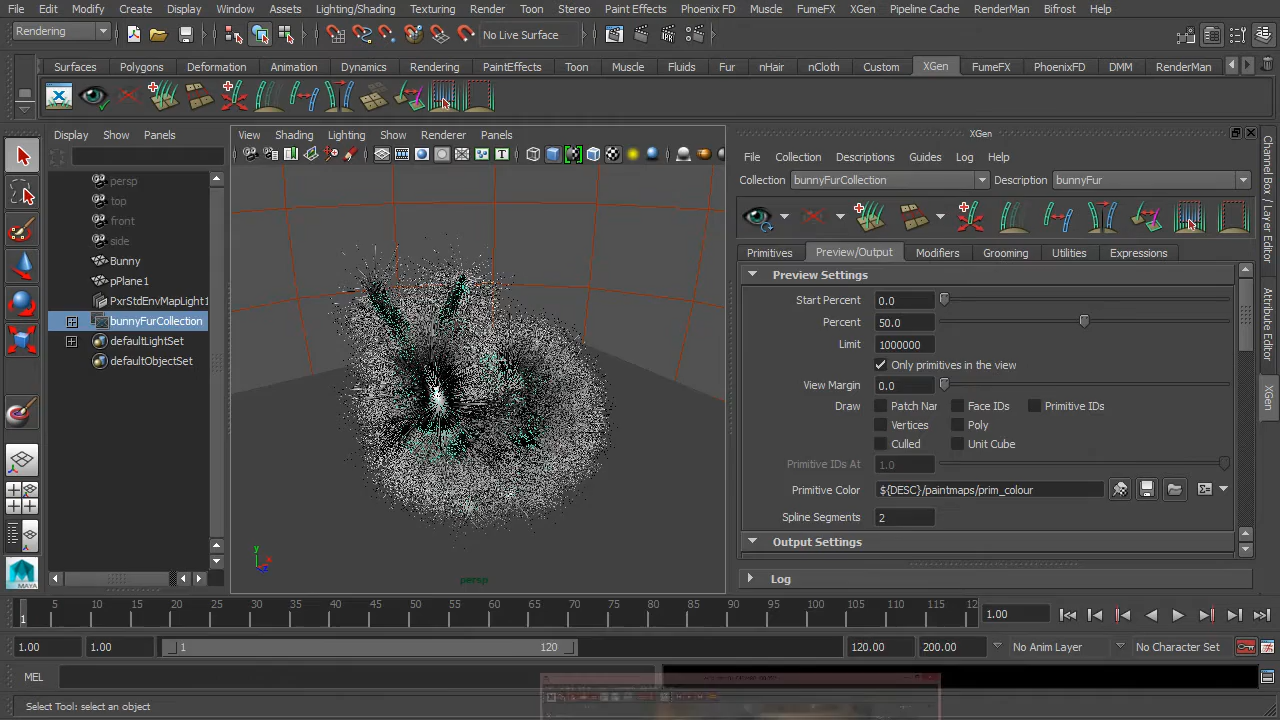 File Edit Modify Create Display Window Assets Lighting/Shading Texturing Render Toon Stereo Paint Effects Phoenix FD Muscle FumeFX XGen Pipeline Cache RenderMan Bifrost Help
Rendering No Live Surface
Surfaces Polygons Deformation Animation Dynamics Rendering PaintEffects Toon Muscle Fluids Fur nHair nCloth Custom XGen FumeFX PhoenixFD DMM RenderMan
Display Show Panels
View Shading Lighting Show Renderer Panels
XGen
File Collection Descriptions Guides Log Help
Collection bunnyFurCollection Description bunnyFur
persp
top
front
side
Bunny
pPlane1
PxrStdEnvMapLight1
bunnyFurCollection
defaultLightSet
defaultObjectSet
Primitives Preview/Output Modifiers Grooming Utilities Expressions
Preview Settings
Start Percent 0.0
Percent 50.0
Limit 1000000
Only primitives in the view
View Margin 0.0
Draw Patch Nar Face IDs Primitive IDs
Vertices Poly
Culled Unit Cube
Primitive IDs At 1.0
Primitive Color ${DESC}/paintmaps/prim_colour
Spline Segments 2
Output Settings
Log
y
persp
MAYA
Channel Box / Layer Editor
Attribute Editor
XGen
1 5 10 15 20 25 30 35 40 45 50 55 60 65 70 75 80 85 90 95 100 105 110 115 12 1.00
1.00 1.00 1 120 120.00 200.00 No Anim Layer No Character Set
MEL
Select Tool: select an object